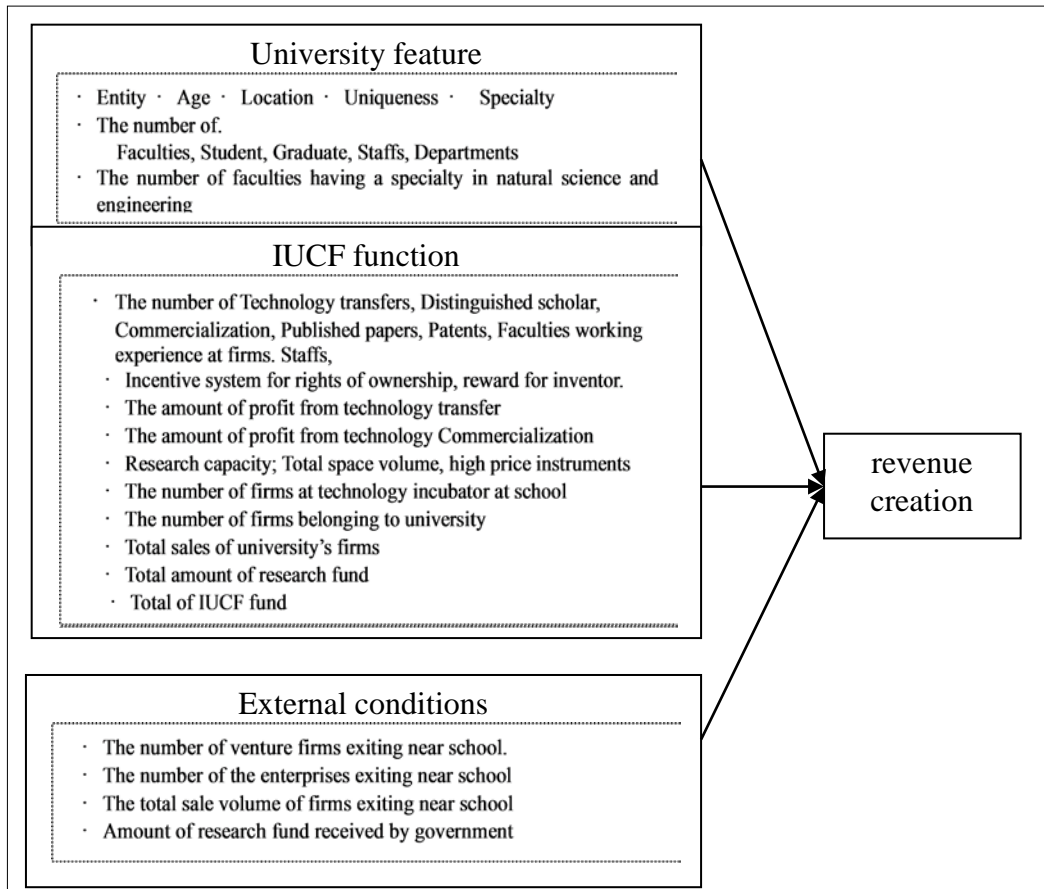 University feature
· Entity · Age · Location · Uniqueness · Specialty
· The number of.
Faculties, Student, Graduate, Staffs, Departments
· The number of faculties having a specialty in natural science and
engineering
IUCF function
· The number of Technology transfers, Distinguished scholar,
Commercialization, Published papers, Patents, Faculties working
experience at firms. Staffs,
· Incentive system for rights of ownership, reward for inventor.
· The amount of profit from technology transfer
· The amount of profit from technology Commercialization
· Research capacity; Total space volume, high price instruments
· The number of firms at technology incubator at school
· The number of firms belonging to university
· Total sales of university's firms
· Total amount of research fund
· Total of IUCF fund
revenue
creation
External conditions
· The number of venture firms exiting near school.
· The number of the enterprises exiting near school
· The total sale volume of firms exiting near school
· Amount of research fund received by government